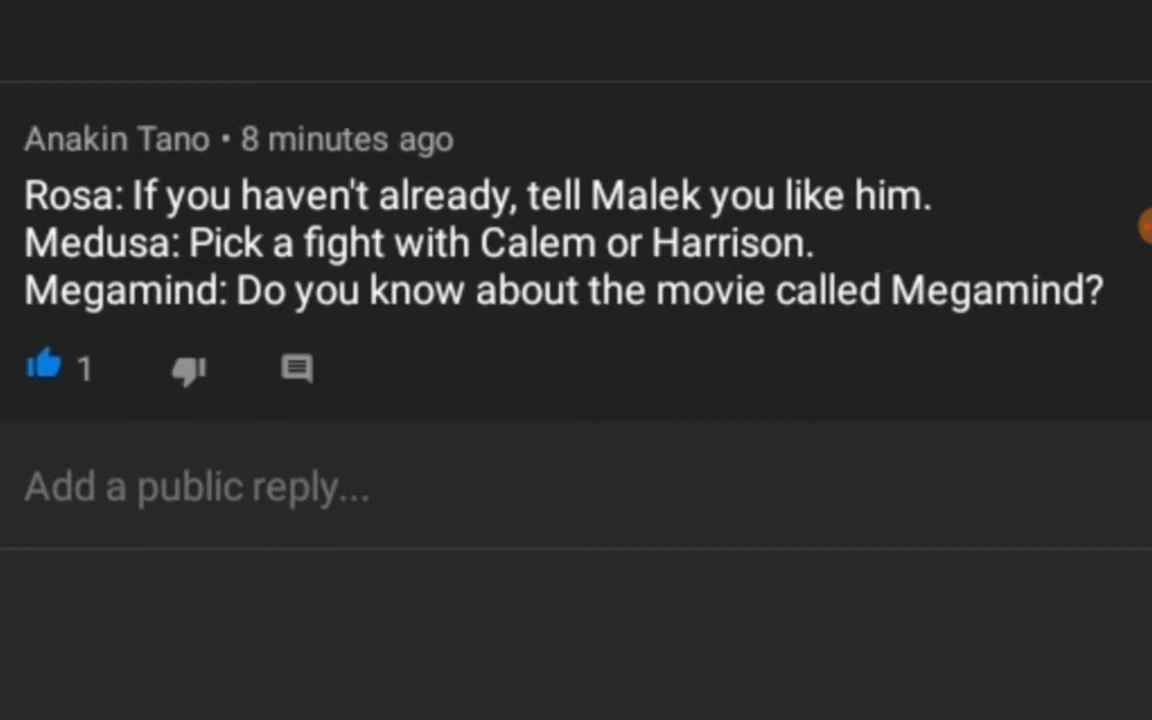 Anakin Tano • 8 minutes ago
Rosa: If you haven't already, tell Malek you like him.
Medusa: Pick a fight with Calem or Harrison.
Megamind: Do you know about the movie called Megamind?
1
Add a public reply...